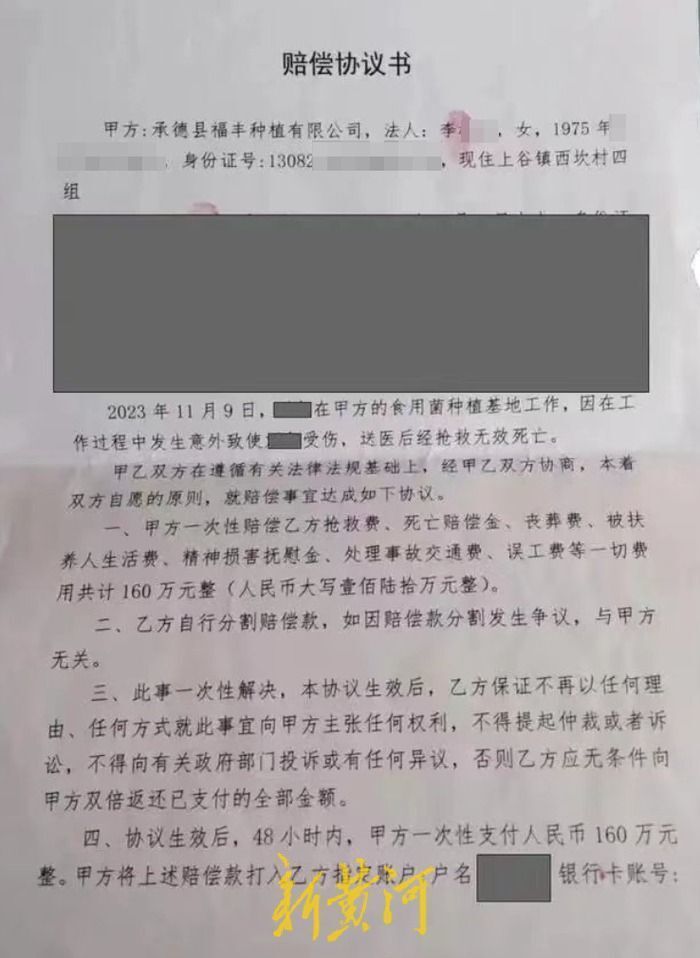 赔偿协议书
甲方:承德县福丰种植有限公司, 法人: 李 , 女, 1975 年
. 身份证号:13082 , 现住上谷镇西坎村四
组
2023 年 11 月 9 日, 在甲方的食用菌种植基地工作, 因在工
作过程中发生意外致使 受伤, 送医后经抢救无效死亡。
甲乙双方在遵循有关法律法规基础上, 经甲乙双方协商, 本着
双方自愿的原则, 就赔偿事宜达成如下协议。
一、甲方一次性赔偿乙方抢救费、死亡赔偿金、丧葬费、被扶
养人生活费、精神损害抚慰金、处理事故交通费、误工费等一切费
用共计 160 万元整 (人民币大写壹佰陆拾万元整)。
二、乙方自行分割赔偿款, 如因赔偿款分割发生争议, 与甲方
无关。
三、此事一次性解决, 本协议生效后, 乙方保证不再以任何理
由、任何方式就此事宜向甲方主张任何权利, 不得提起仲裁或者诉
讼, 不得向有关政府部门投诉或有任何异议, 否则乙方应无条件向
甲方双倍返还已支付的全部金额。
四、协议生效后, 48 小时内, 甲方一次性支付人民币 160 万元
整。甲方将上述赔偿款打入乙方指定账户, 户名 银行卡账号:
新黄河